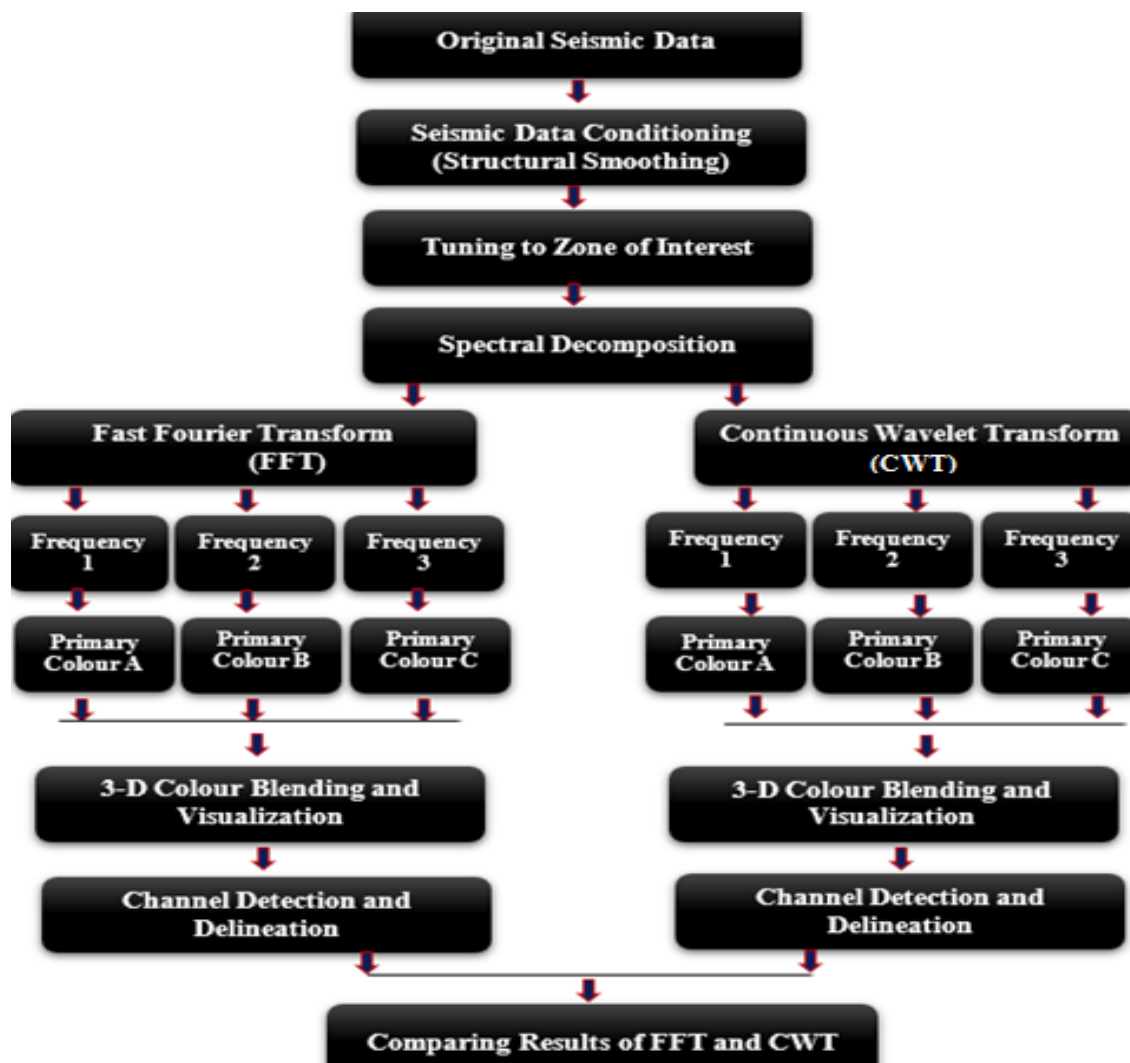 Original Seismic Data
Seismic Data Conditioning
(Structural Smoothing)
Tuning to Zone of Interest
Spectral Decomposition
Fast Fourier Transform
(FFT)
Continuous Wavelet Transform
(CWT)
Frequency
1
Frequency
2
Frequency
3
Frequency
1
Frequency
2
Frequency
3
Primary
Colour A
Primary
Colour B
Primary
Colour C
Primary
Colour A
Primary
Colour B
Primary
Colour C
3-D Colour Blending and
Visualization
3-D Colour Blending and
Visualization
Channel Detection and
Delineation
Channel Detection and
Delineation
Comparing Results of FFT and CWT